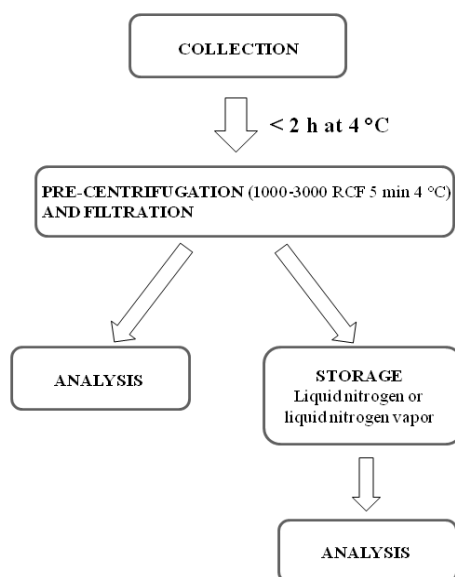 COLLECTION
< 2 h at 4 °C
PRE-CENTRIFUGATION (1000-3000 RCF 5 min 4 °C)
AND FILTRATION
ANALYSIS
STORAGE
Liquid nitrogen or
liquid nitrogen vapor
ANALYSIS